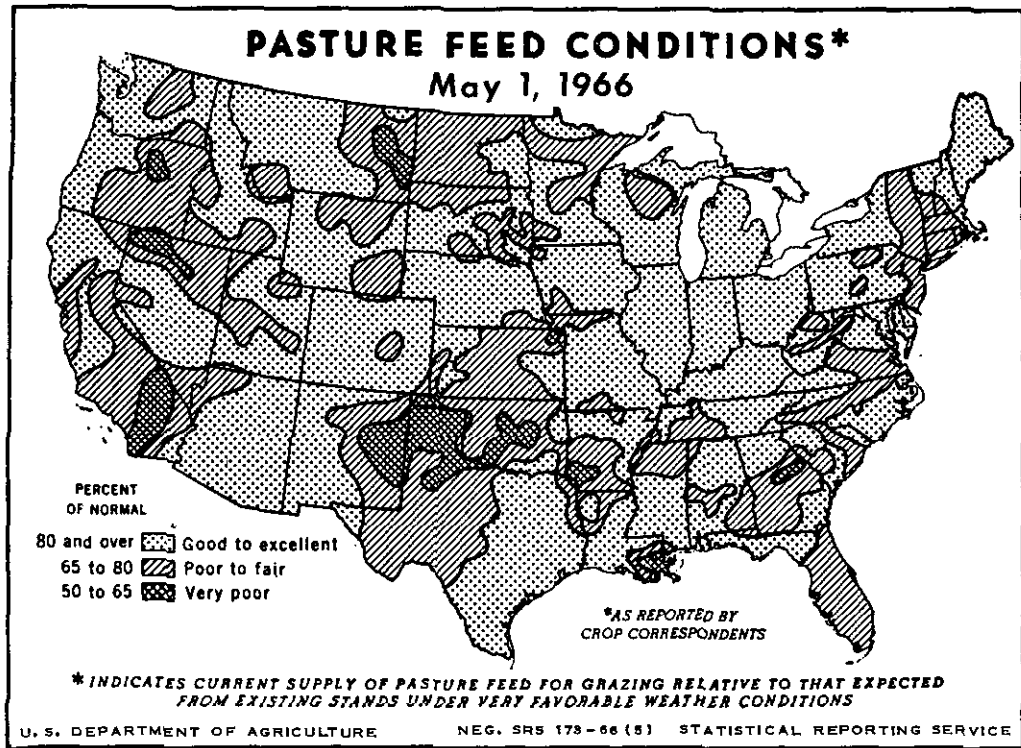 PASTURE FEED CONDITIONS*
May 1, 1966
PERCENT
OF NORMAL
80 and over Good to excellent
65 to 80 Poor to fair
50 to 65 Very poor
*AS REPORTED BY
CROP CORRESPONDENTS
* INDICATES CURRENT SUPPLY OF PASTURE FEED FOR GRAZING RELATIVE TO THAT EXPECTED
FROM EXISTING STANDS UNDER VERY FAVORABLE WEATHER CONDITIONS
U. S. DEPARTMENT OF AGRICULTURE NEG. SRS 173-66 (5) STATISTICAL REPORTING SERVICE